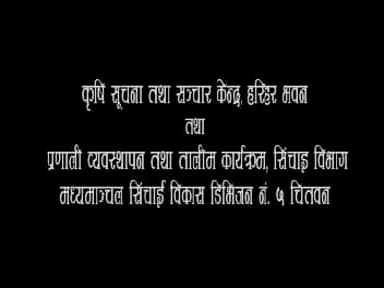 कृषि सूचना तथा सञ्चार केन्द्र, हरिहर भवन
तथा
प्रणाली व्यवस्थापन तथा तालीम कार्यक्रम, सिंचाइ विभाग
मध्यमाञ्चल सिंचाई विकास डिभिजन नं. ५ चितवन